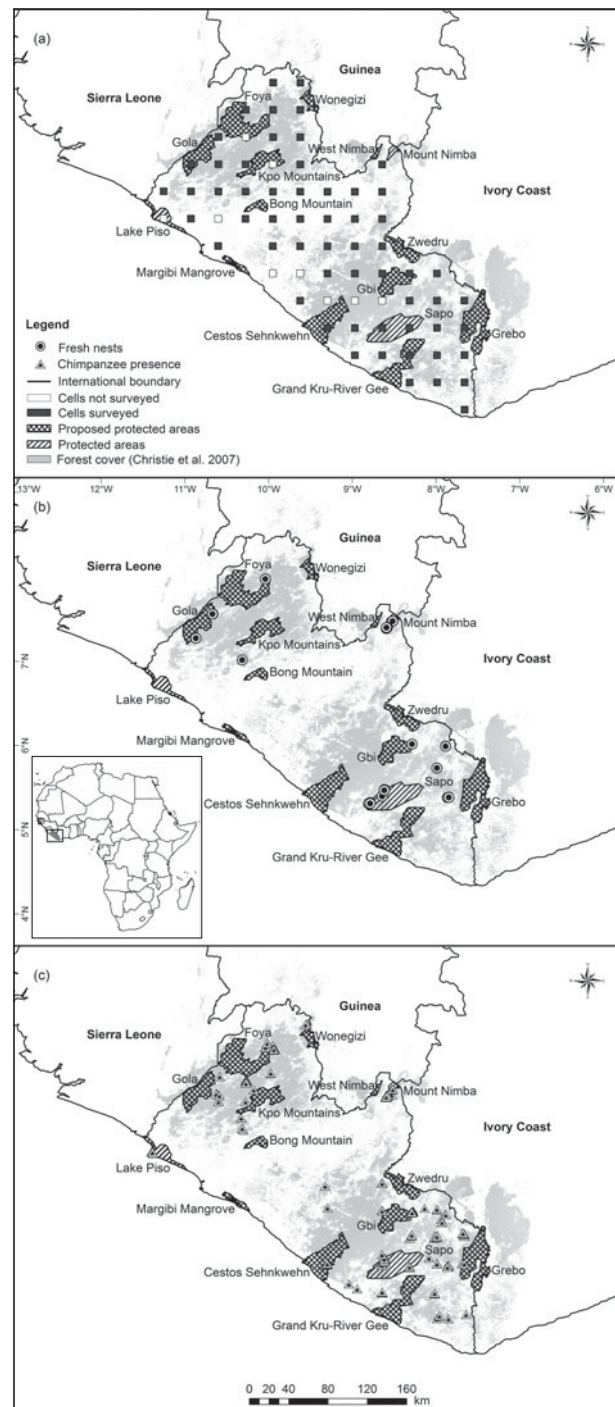 (a)
Guinea
Sierra Leone
Foya
Wonegizi
Gola
West Nimba
Mount Nimba
Kpo Mountains
Ivory Coast
Bong Mountain
Lake Piso
Zwedru
Margibi Mangrove
Gbi
Sapo
Legend
Cestos Sehnkwehn
Grebo
Fresh nests
Chimpanzee presence
International boundary
Grand Kru-River Gee
Cells not surveyed
Cells surveyed
Proposed protected areas
Protected areas
Forest cover (Christie et al. 2007)
13°W 12°W 11°W 10°W 9°W 8°W 7°W 6°W
(b)
Guinea
Sierra Leone
Foya
Wonegizi
Gola
West Nimba
Mount Nimba
Kpo Mountains
7°N
Ivory Coast
Bong Mountain
Lake Piso
Zwedru
6°N
Margibi Mangrove
Gbi
Sapo
Cestos Sehnkwehn
Grebo
5°N
Grand Kru-River Gee
4°N
(c)
Guinea
Sierra Leone
Foya
Wonegizi
Gola
West Nimba
Mount Nimba
Kpo Mountains
Ivory Coast
Bong Mountain
Lake Piso
Zwedru
Margibi Mangrove
Gbi
Sapo
Cestos Sehnkwehn
Grebo
Grand Kru-River Gee
0 20 40 80 120 160
km